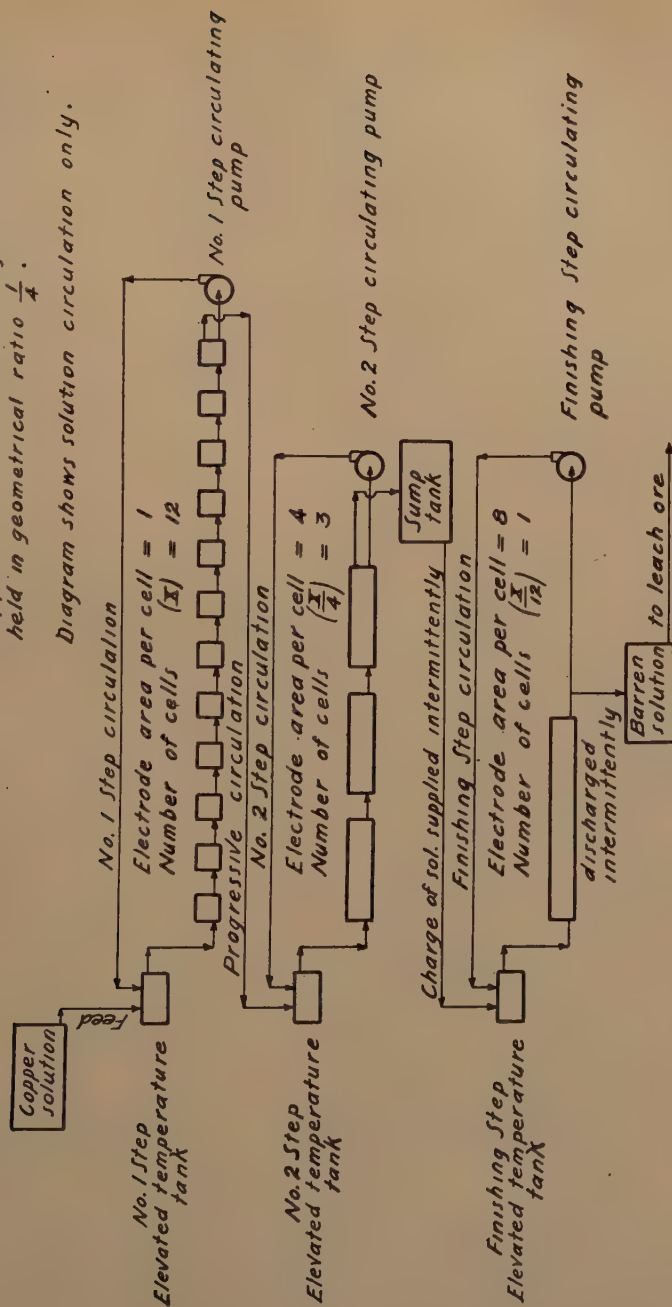 held in geometrical ratio 1/4.
Diagram shows solution circulation only.
Copper
solution
Feed
No. 1 Step circulation
Electrode area per cell = 1
Number of cells (X) = 12
No. 1 Step circulating
pump
No. 1 Step
Elevated temperature
tank
Progressive circulation
No. 2 Step circulation
Electrode area per cell = 4
Number of cells (X/4) = 3
No. 2 Step circulating pump
No. 2 Step
Elevated temperature
tank
Sump
tank
Charge of sol. supplied intermittently
Finishing Step circulation
Electrode area per cell = 8
Number of cells (X/12) = 1
Finishing Step circulating
pump
Finishing Step
Elevated temperature
tank
discharged
intermittently
Barren
solution
to leach ore